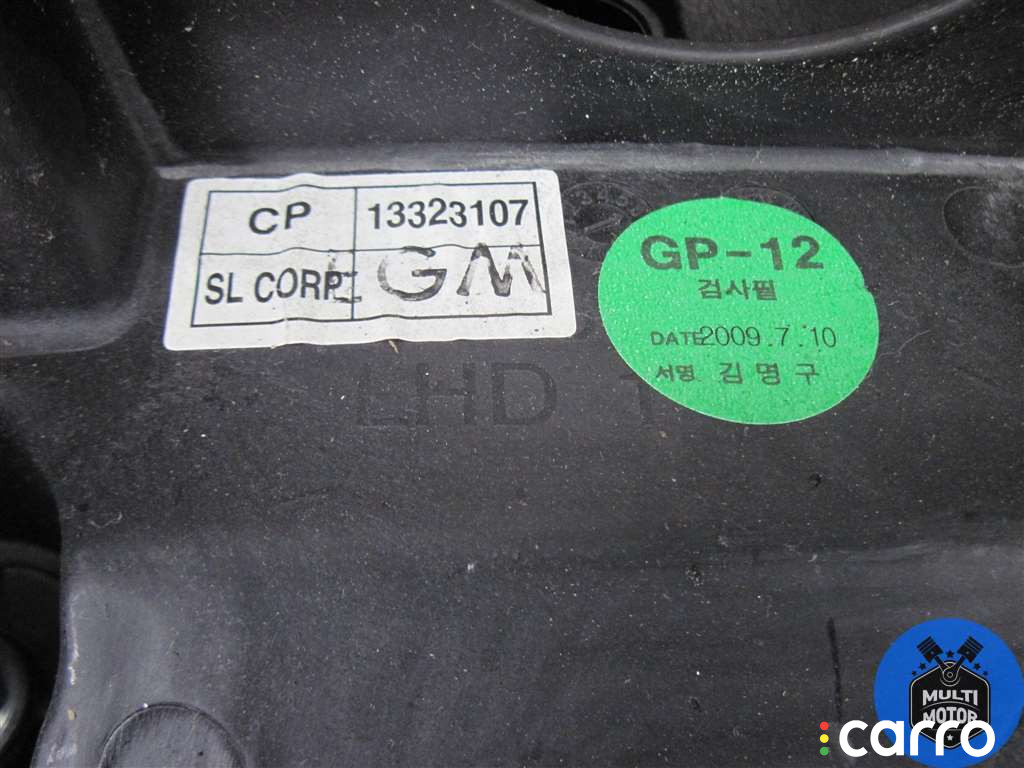 CP 13323107
SL CORP. GM
GP-12
검사필
DATE 2009.7.10
서명 김명구
LHD
MULTI
MOTOR
carro